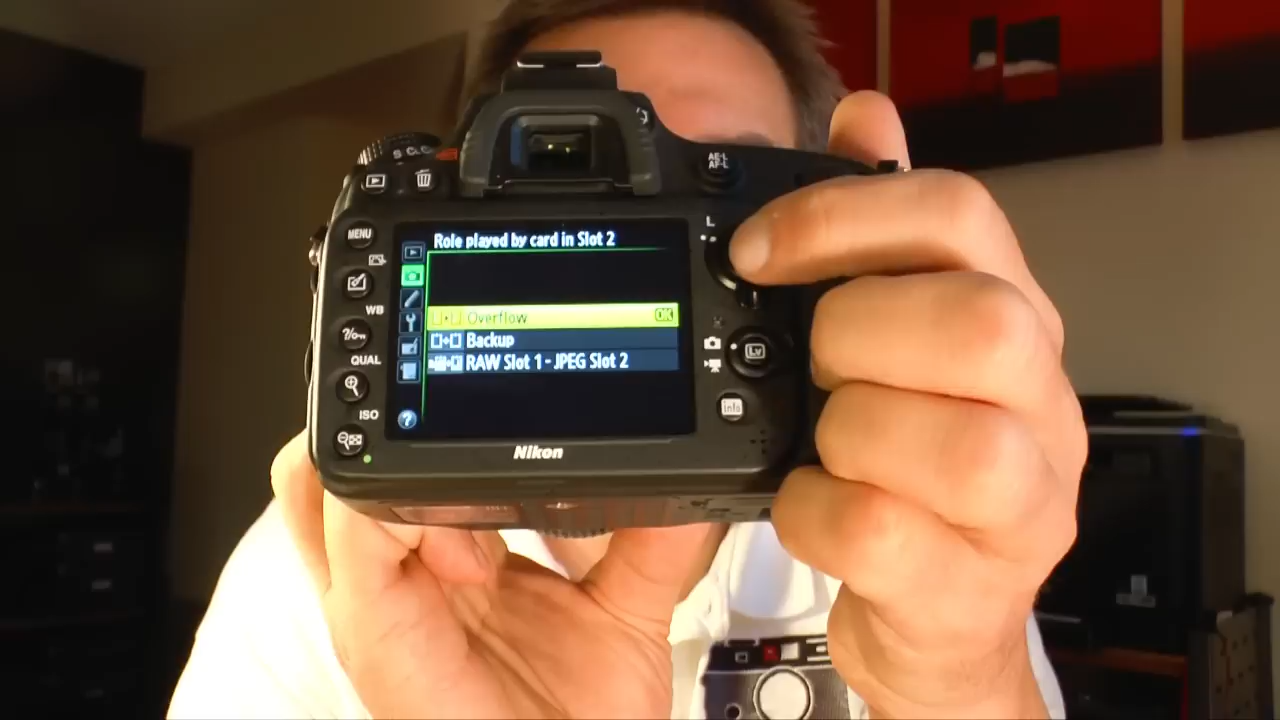 S CL C
AE-L
AF-L
MENU
L
Role played by card in Slot 2
Overflow
OK
Backup
RAW Slot 1 - JPEG Slot 2
WB
?
QUAL
Lv
ISO
info
?
Nikon